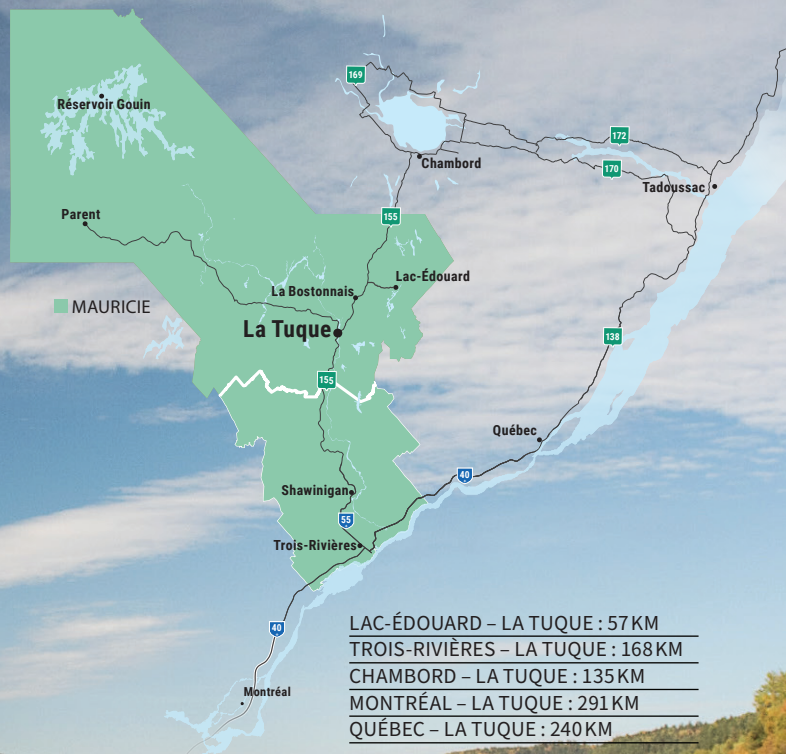 169
Réservoir Gouin
172
Chambord
170
Tadoussac
Parent
155
Lac-Édouard
La Bostonnais
MAURICIE
La Tuque
138
155
Québec
40
Shawinigan
55
Trois-Rivières
LAC-ÉDOUARD – LA TUQUE : 57 KM
40
TROIS-RIVIÈRES – LA TUQUE : 168 KM
CHAMBORD – LA TUQUE : 135 KM
Montréal
MONTRÉAL – LA TUQUE : 291 KM
QUÉBEC – LA TUQUE : 240 KM